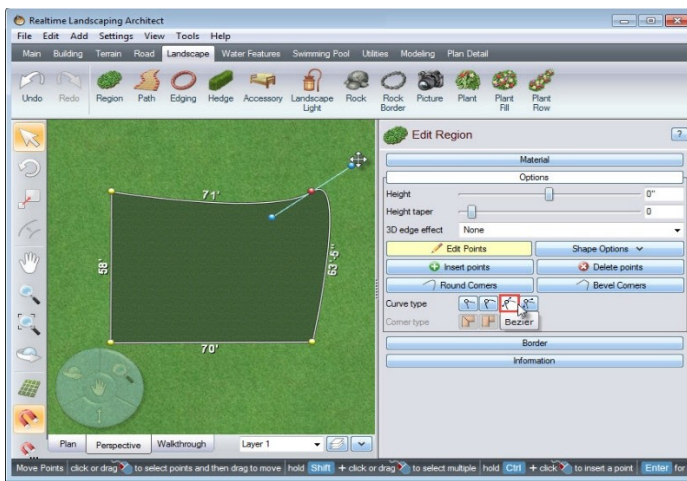 Realtime Landscaping Architect
File Edit Add Settings View Tools Help
Main Building Terrain Road Landscape Water Features Swimming Pool Utilities Modeling Plan Detail
Undo Redo Region Path Edging Hedge Accessory Landscape Light Rock Rock Border Picture Plant Plant Fill Plant Row
Edit Region ?
Material
Options
Height 0"
Height taper 0
3D edge effect None
Edit Points Shape Options
Insert points Delete points
Round Corners Bevel Corners
Curve type
Corner type Bezier
Border
Information
71'
58'
63'-5"
70'
Plan Perspective Walkthrough Layer 1
Move Points click or drag to select points and then drag to move hold Shift + click or drag to select multiple hold Ctrl + click to insert a point Enter for